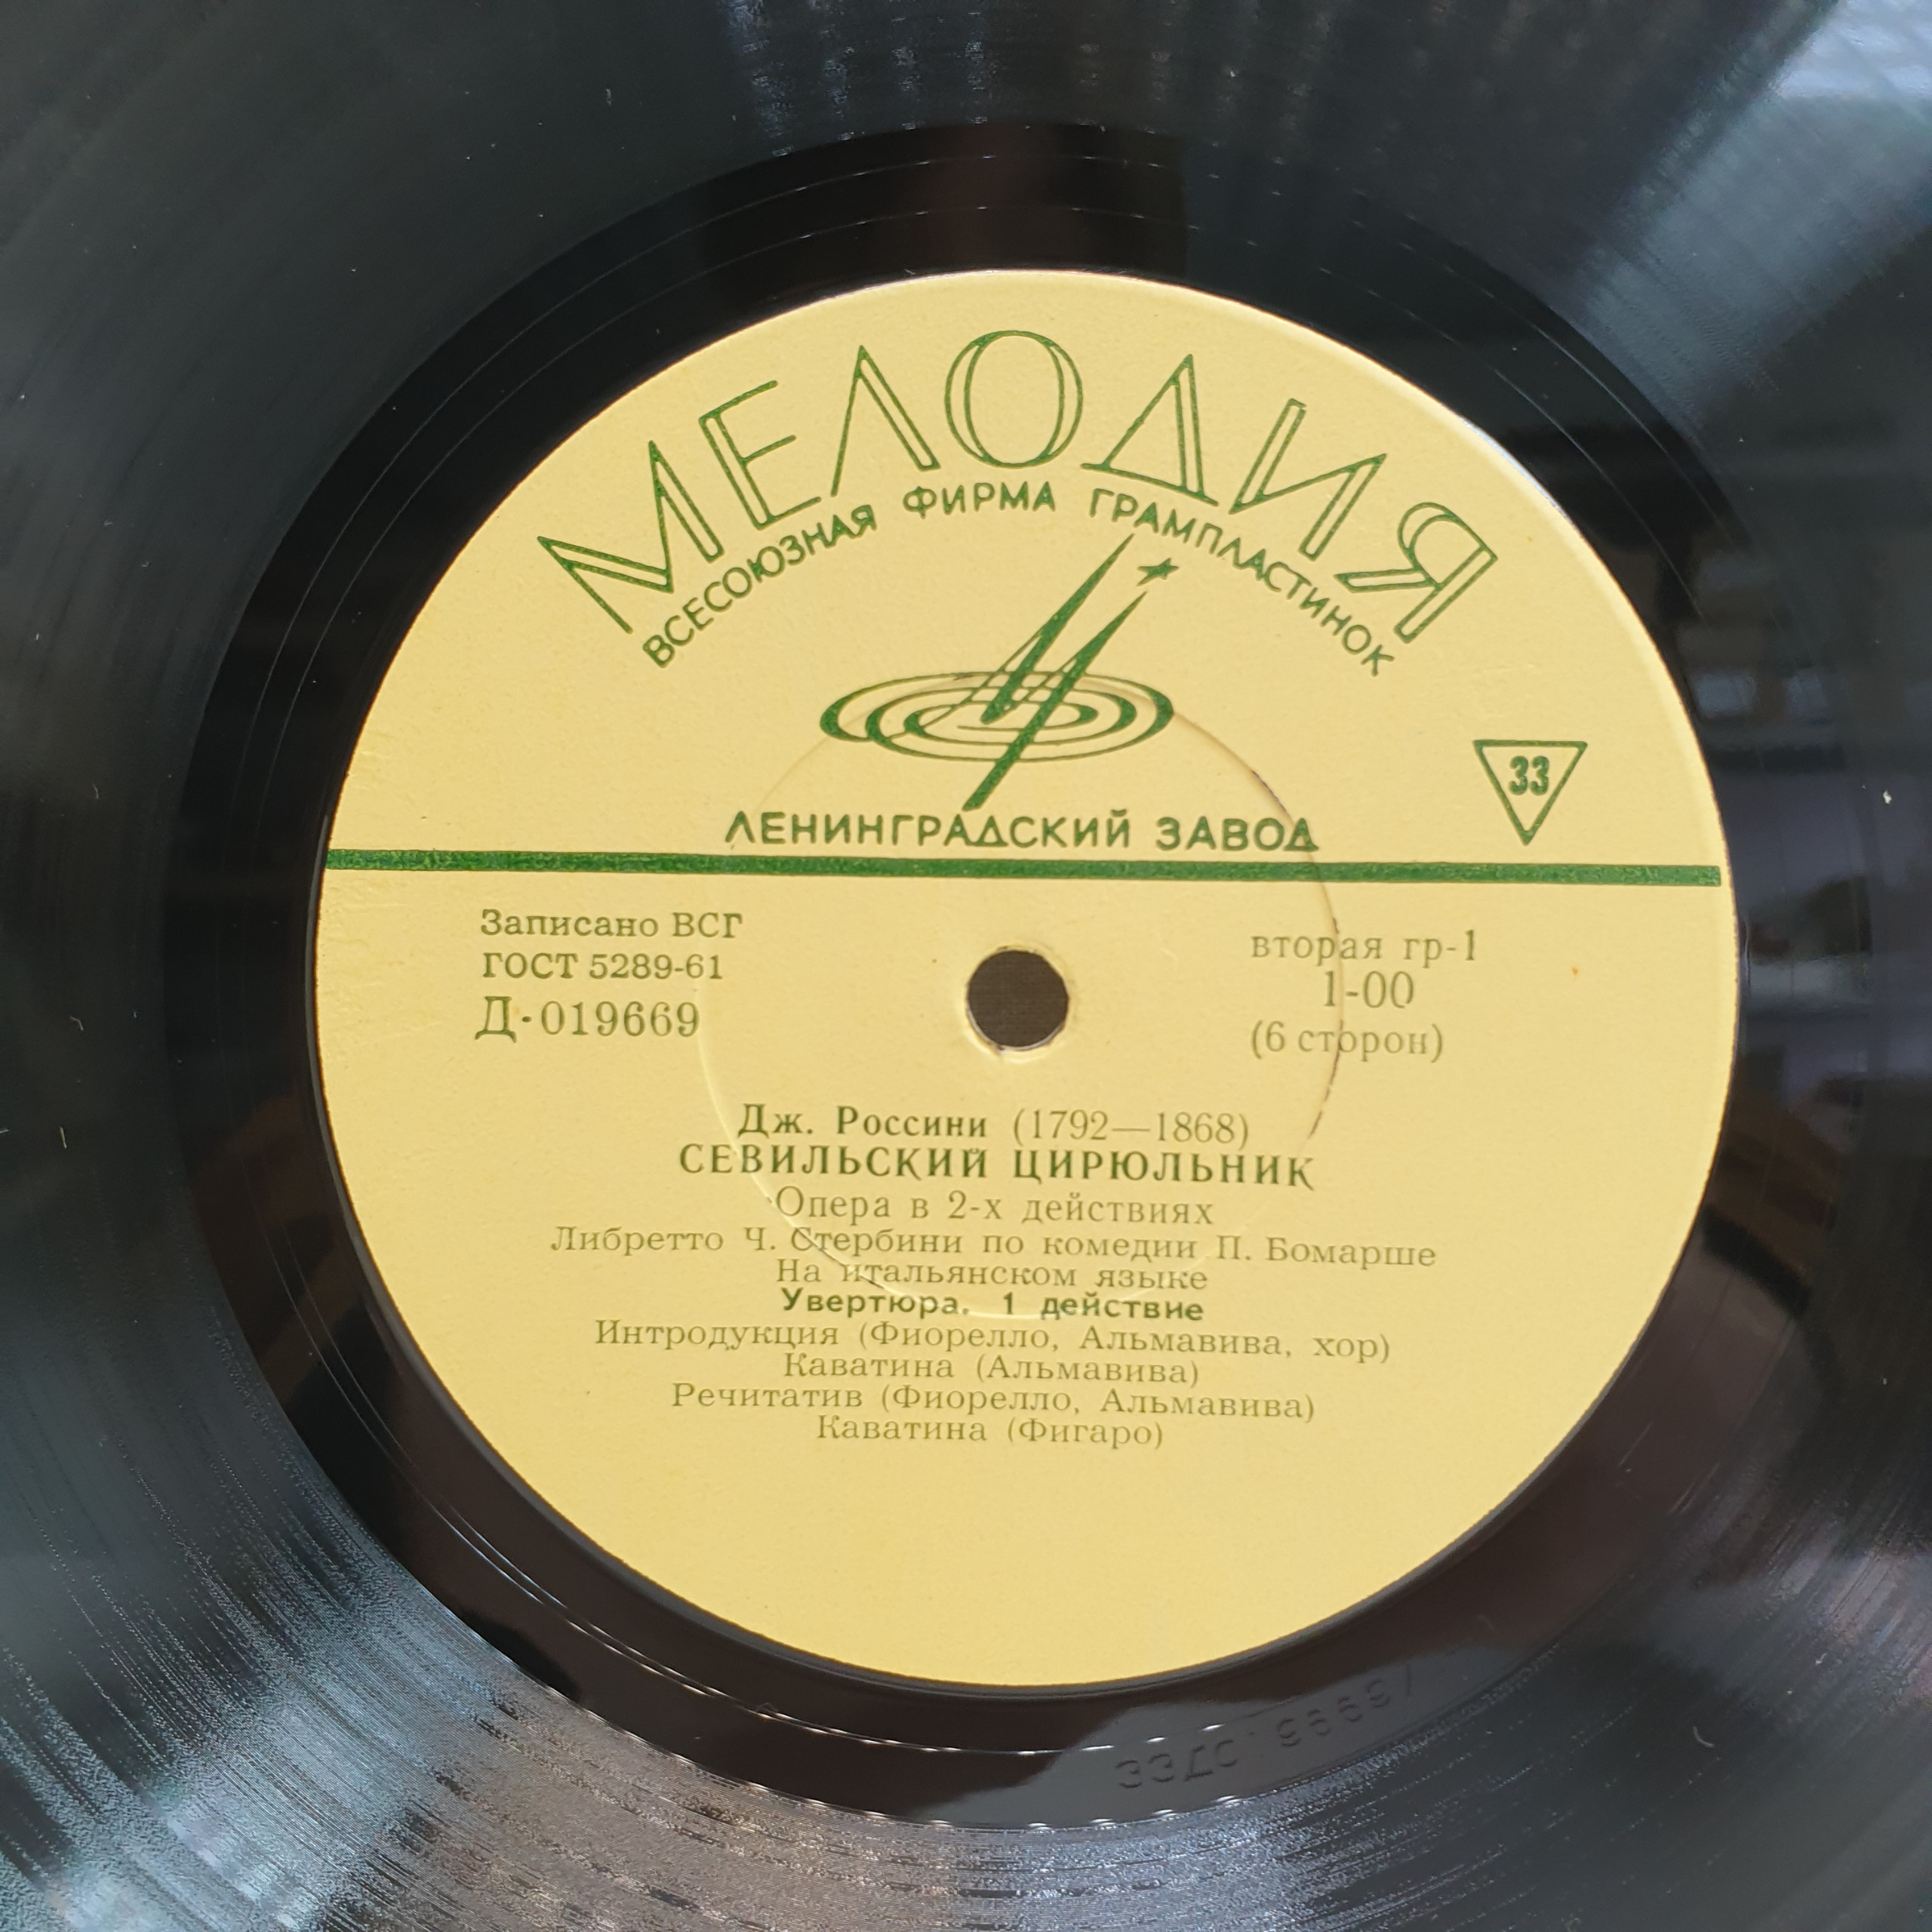 МЕЛОДИЯ
ВСЕСОЮЗНАЯ ФИРМА ГРАМПЛАСТИНОК
33
ЛЕНИНГРАДСКИЙ ЗАВОД
Записано ВСГ
ГОСТ 5289-61
Д-019669
вторая гр-1
1-00
(6 сторон)
Дж. Россини (1792—1868)
СЕВИЛЬСКИЙ ЦИРЮЛЬНИК
Опера в 2-х действиях
Либретто Ч. Стербини по комедии П. Бомарше
На итальянском языке
Увертюра. 1 действие
Интродукция (Фиорелло, Альмавива, хор)
Каватина (Альмавива)
Речитатив (Фиорелло, Альмавива)
Каватина (Фигаро)